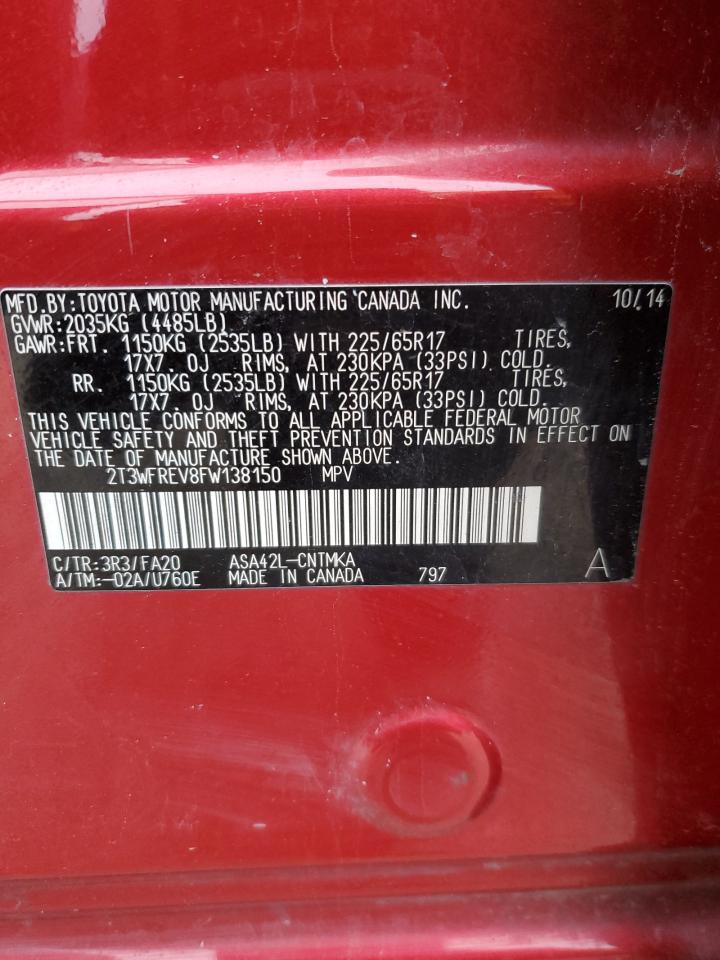 MFD.BY:TOYOTA MOTOR MANUFACTURING CANADA INC. 10/14
GVWR:2035KG (4485LB)
GAWR:FRT. 1150KG (2535LB) WITH 225/65R17 TIRES,
17X7.0J RIMS, AT 230KPA (33PSI) COLD.
RR. 1150KG (2535LB) WITH 225/65R17 TIRES,
17X7.0J RIMS, AT 230KPA (33PSI) COLD.
THIS VEHICLE CONFORMS TO ALL APPLICABLE FEDERAL MOTOR
VEHICLE SAFETY AND THEFT PREVENTION STANDARDS IN EFFECT ON
THE DATE OF MANUFACTURE SHOWN ABOVE.
2T3WFREV8FW138150 MPV
C/TR:3R3/FA20 ASA42L-CNTMKA
A/TM:-02A/U760E MADE IN CANADA 797 A